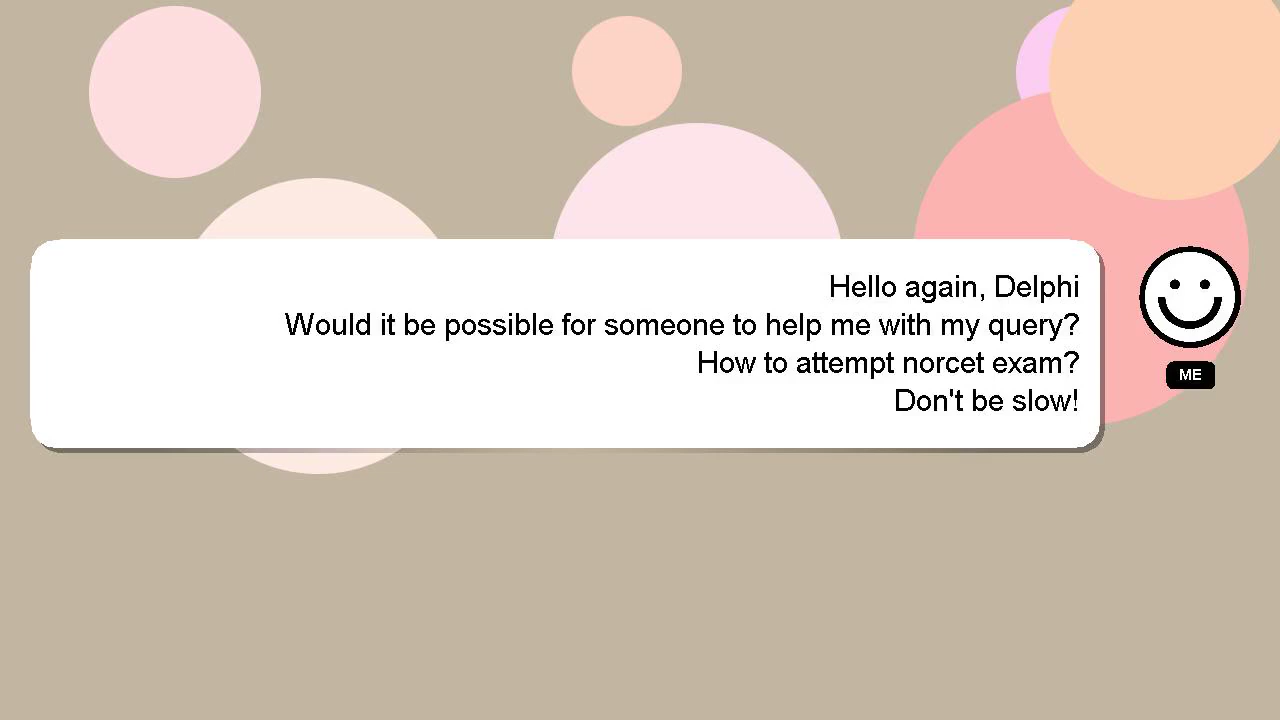 Hello again, Delphi
Would it be possible for someone to help me with my query?
How to attempt norcet exam?
Don't be slow!
ME